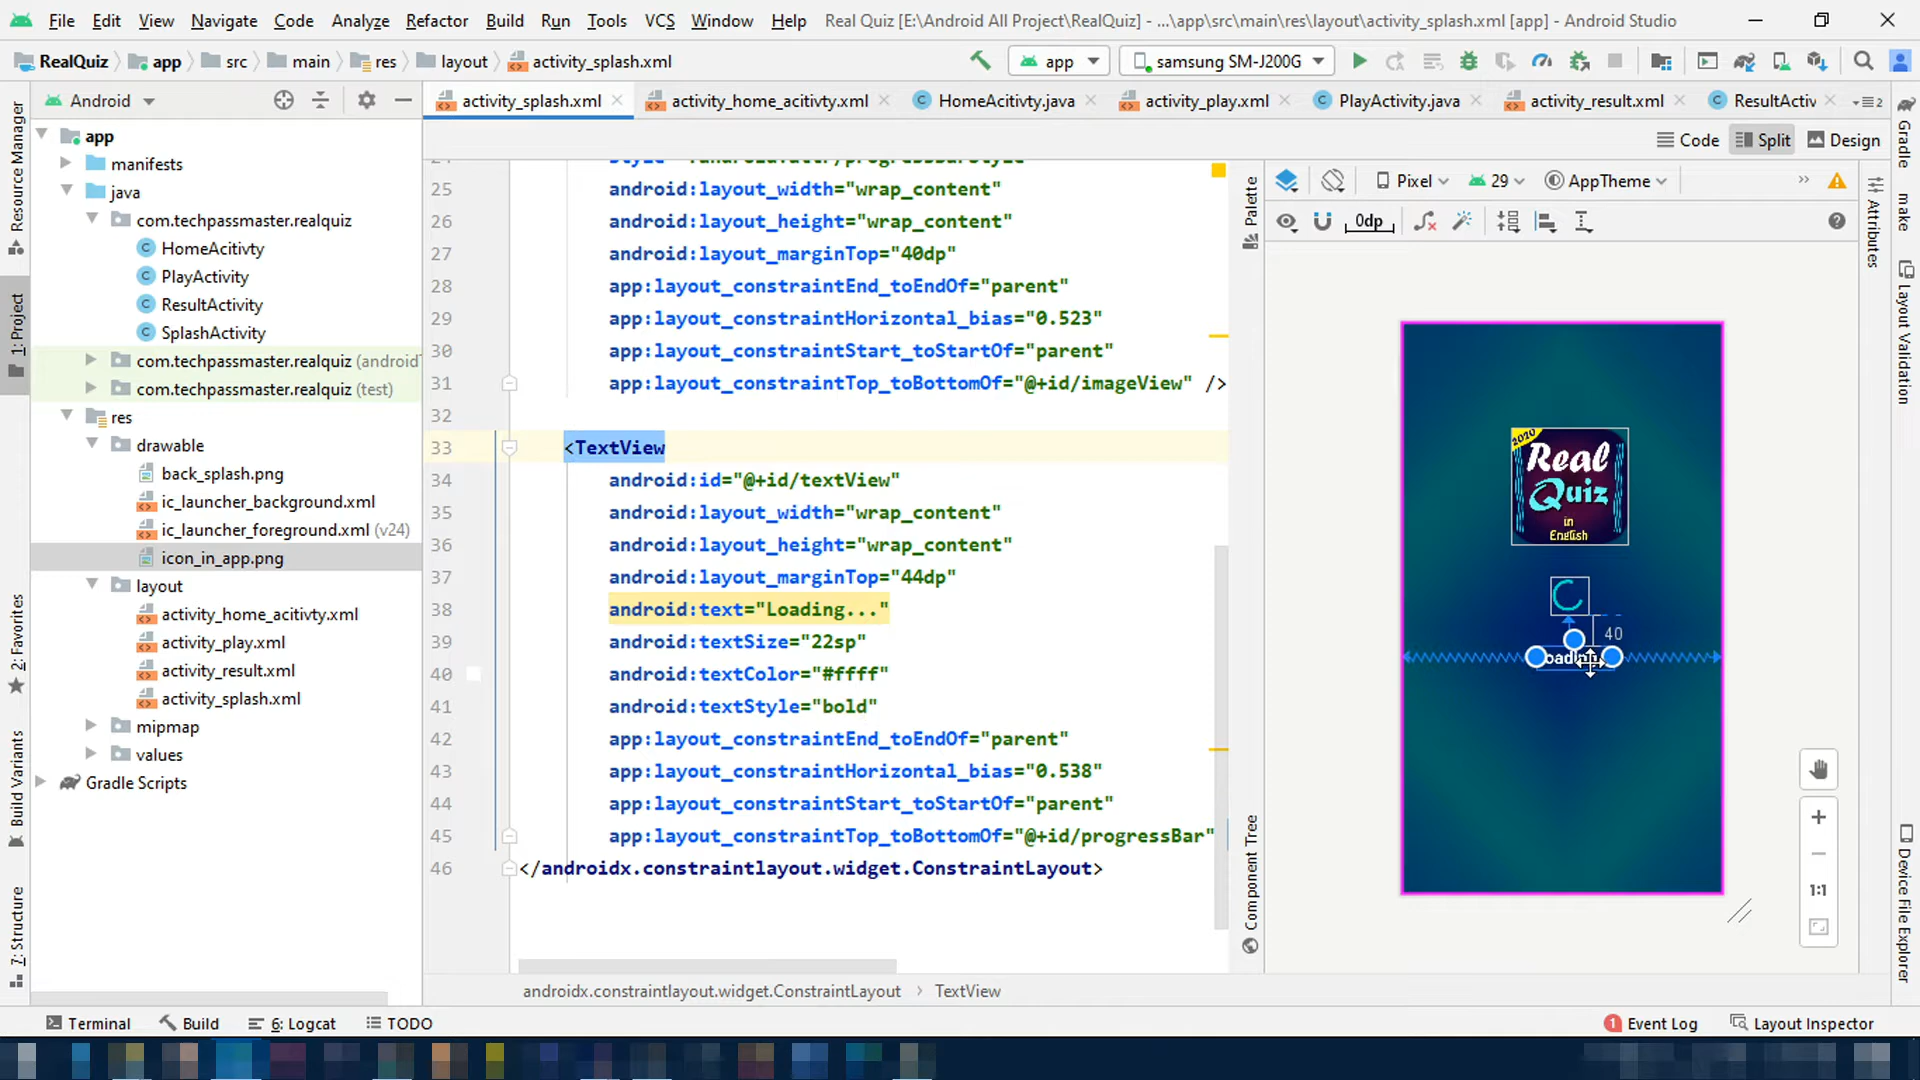 File Edit View Navigate Code Analyze Refactor Build Run Tools VCS Window Help Real Quiz [E:\Android All Project\RealQuiz] - ...\app\src\main\res\layout\activity_splash.xml [app] - Android Studio
RealQuiz app src main res layout activity_splash.xml app samsung SM-J200G
Android activity_splash.xml activity_home_acitivty.xml HomeAcitivty.java activity_play.xml PlayActivity.java activity_result.xml ResultActiv 2
Code Split Design
Resource Manager
1: Project
2: Favorites
Build Variants
7: Structure
app
manifests
java
com.techpassmaster.realquiz
HomeAcitivty
PlayActivity
ResultActivity
SplashActivity
com.techpassmaster.realquiz (android
com.techpassmaster.realquiz (test)
res
drawable
back_splash.png
ic_launcher_background.xml
ic_launcher_foreground.xml (v24)
icon_in_app.png
layout
activity_home_acitivty.xml
activity_play.xml
activity_result.xml
activity_splash.xml
mipmap
values
Gradle Scripts
25 android:layout_width="wrap_content"
26 android:layout_height="wrap_content"
27 android:layout_marginTop="40dp"
28 app:layout_constraintEnd_toEndOf="parent"
29 app:layout_constraintHorizontal_bias="0.523"
30 app:layout_constraintStart_toStartOf="parent"
31 app:layout_constraintTop_toBottomOf="@+id/imageView" />
32
33 <TextView
34 android:id="@+id/textView"
35 android:layout_width="wrap_content"
36 android:layout_height="wrap_content"
37 android:layout_marginTop="44dp"
38 android:text="Loading..."
39 android:textSize="22sp"
40 android:textColor="#ffff"
41 android:textStyle="bold"
42 app:layout_constraintEnd_toEndOf="parent"
43 app:layout_constraintHorizontal_bias="0.538"
44 app:layout_constraintStart_toStartOf="parent"
45 app:layout_constraintTop_toBottomOf="@+id/progressBar"
46 </androidx.constraintlayout.widget.ConstraintLayout>
androidx.constraintlayout.widget.ConstraintLayout TextView
Palette
Component Tree
Pixel 29 AppTheme
0dp
2020
Real
Quiz
in
English
40
1:1
Attributes
Gradle
make
Layout Validation
Device File Explorer
Terminal Build 6: Logcat TODO 1 Event Log Layout Inspector